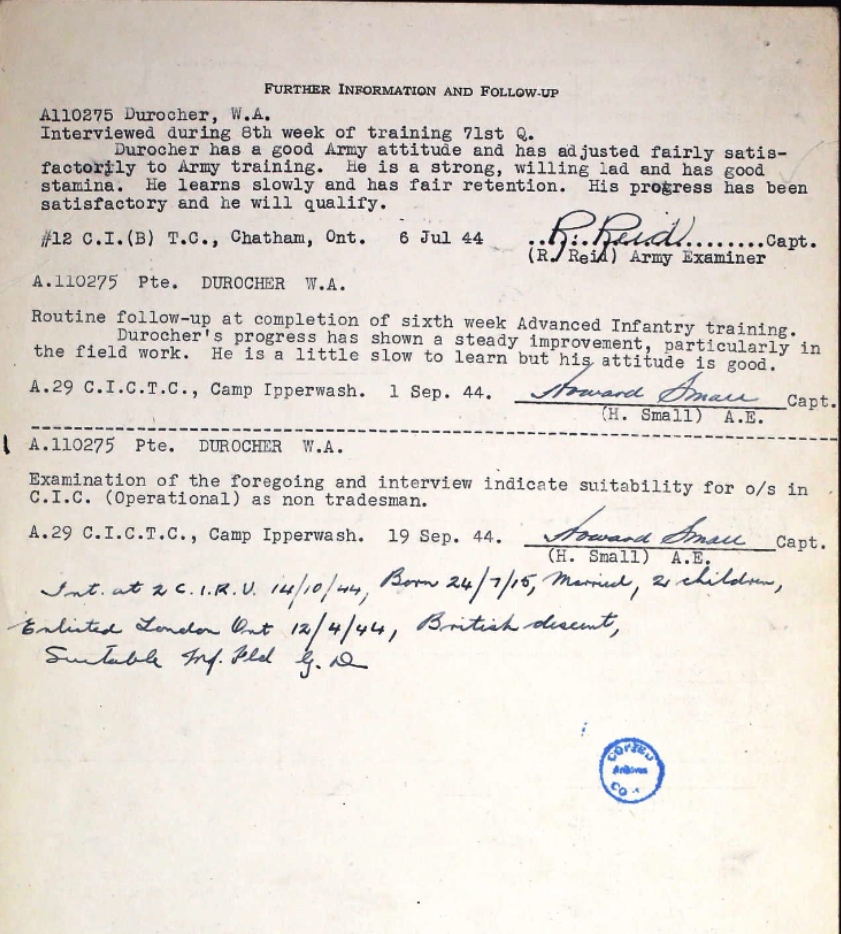 FURTHER INFORMATION AND FOLLOW-UP
A110275 Durocher, W.A.
Interviewed during 8th week of training 71st Q.
Durocher has a good Army attitude and has adjusted fairly satis-
factorily to Army training. He is a strong, willing lad and has good
stamina. He learns slowly and has fair retention. His progress has been
satisfactory and he will qualify.
#12 C.I.(B) T.C., Chatham, Ont. 6 Jul 44 ..R. Reid.........Capt.
(R. Reid) Army Examiner
A.110275 Pte. DUROCHER W.A.
Routine follow-up at completion of sixth week Advanced Infantry training.
Durocher's progress has shown a steady improvement, particularly in
the field work. He is a little slow to learn but his attitude is good.
A.29 C.I.C.T.C., Camp Ipperwash. 1 Sep. 44. Howard Small Capt.
(H. Small) A.E.
A.110275 Pte. DUROCHER W.A.
Examination of the foregoing and interview indicate suitability for o/s in
C.I.C. (Operational) as non tradesman.
A.29 C.I.C.T.C., Camp Ipperwash. 19 Sep. 44. Howard Small Capt.
(H. Small) A.E.
Int. at 2 C.I.R.U. 14/10/44, Born 24/7/15, Married, 2 children,
Enlisted London Ont 12/4/44, British descent,
Suitable Inf. Fld G. D
COPIED